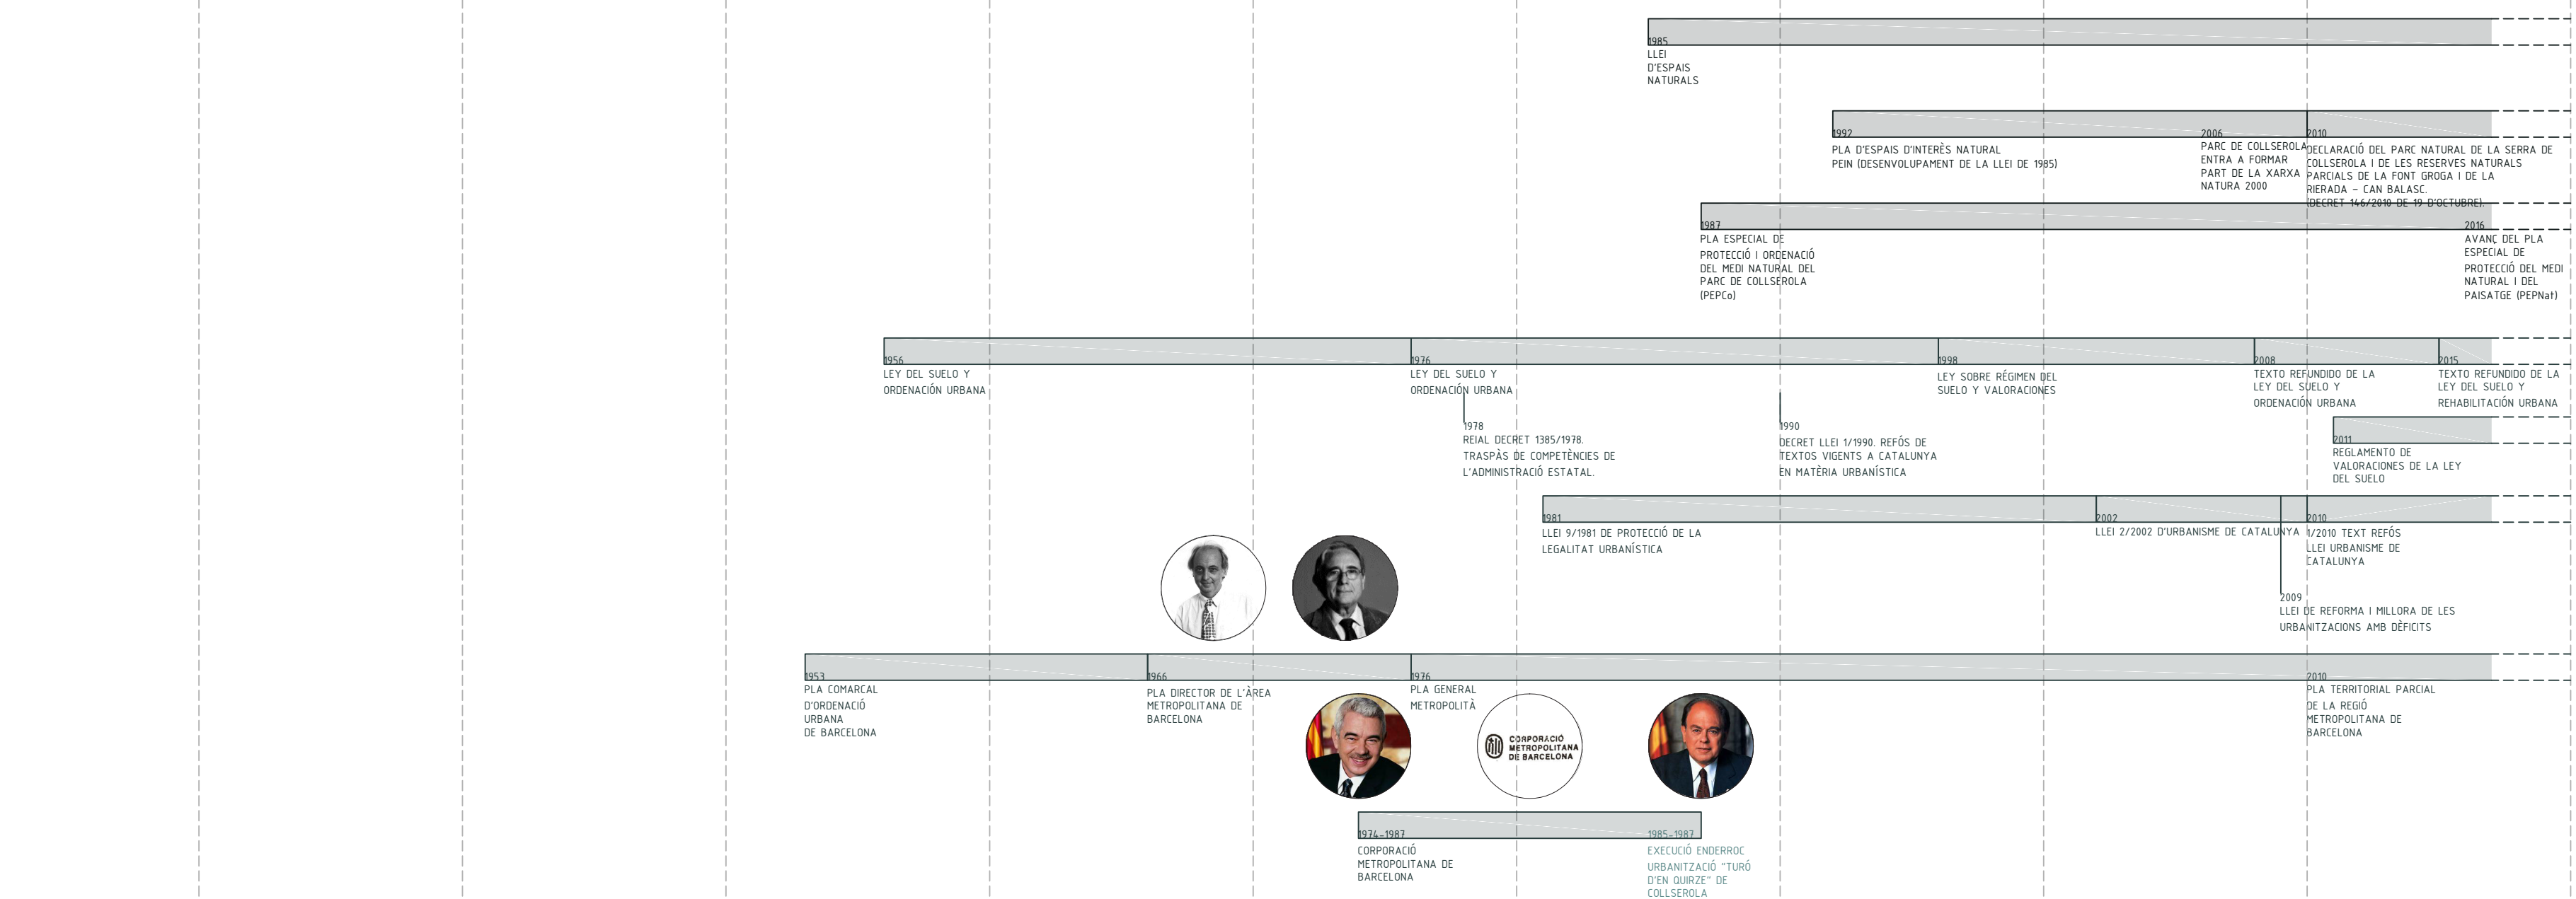 1985
LLEI
D'ESPAIS
NATURALS
1992
PLA D'ESPAIS D'INTERÈS NATURAL
PEIN (DESENVOLUPAMENT DE LA LLEI DE 1985)
2006
PARC DE COLLSEROLA
ENTRA A FORMAR
PART DE LA XARXA
NATURA 2000
2010
DECLARACIÓ DEL PARC NATURAL DE LA SERRA DE
COLLSEROLA I DE LES RESERVES NATURALS
PARCIALS DE LA FONT GROGA I DE LA
RIERADA - CAN BALASC.
(DECRET 146/2010 DE 19 D'OCTUBRE).
1987
PLA ESPECIAL DE
PROTECCIÓ I ORDENACIÓ
DEL MEDI NATURAL DEL
PARC DE COLLSEROLA
(PEPCo)
2016
AVANÇ DEL PLA
ESPECIAL DE
PROTECCIÓ DEL MEDI
NATURAL I DEL
PAISATGE (PEPNat)
1956
LEY DEL SUELO Y
ORDENACIÓN URBANA
1976
LEY DEL SUELO Y
ORDENACIÓN URBANA
1998
LEY SOBRE RÉGIMEN DEL
SUELO Y VALORACIONES
2008
TEXTO REFUNDIDO DE LA
LEY DEL SUELO Y
ORDENACIÓN URBANA
2015
TEXTO REFUNDIDO DE LA
LEY DEL SUELO Y
REHABILITACIÓN URBANA
1978
REIAL DECRET 1385/1978.
TRASPÀS DE COMPETÈNCIES DE
L'ADMINISTRACIÓ ESTATAL.
1990
DECRET LLEI 1/1990. REFÓS DE
TEXTOS VIGENTS A CATALUNYA
EN MATÈRIA URBANÍSTICA
2011
REGLAMENTO DE
VALORACIONES DE LA LEY
DEL SUELO
1981
LLEI 9/1981 DE PROTECCIÓ DE LA
LEGALITAT URBANÍSTICA
2002
LLEI 2/2002 D'URBANISME DE CATALUNYA
2010
1/2010 TEXT REFÓS
LLEI URBANISME DE
CATALUNYA
2009
LLEI DE REFORMA I MILLORA DE LES
URBANITZACIONS AMB DÈFICITS
1953
PLA COMARCAL
D'ORDENACIÓ
URBANA
DE BARCELONA
1966
PLA DIRECTOR DE L'ÀREA
METROPOLITANA DE
BARCELONA
1976
PLA GENERAL
METROPOLITÀ
2010
PLA TERRITORIAL PARCIAL
DE LA REGIÓ
METROPOLITANA DE
BARCELONA
CORPORACIÓ
METROPOLITANA
DE BARCELONA
1974-1987
CORPORACIÓ
METROPOLITANA DE
BARCELONA
1985-1987
EXECUCIÓ ENDERROC
URBANITZACIÓ "TURÓ
D'EN QUIRZE" DE
COLLSEROLA